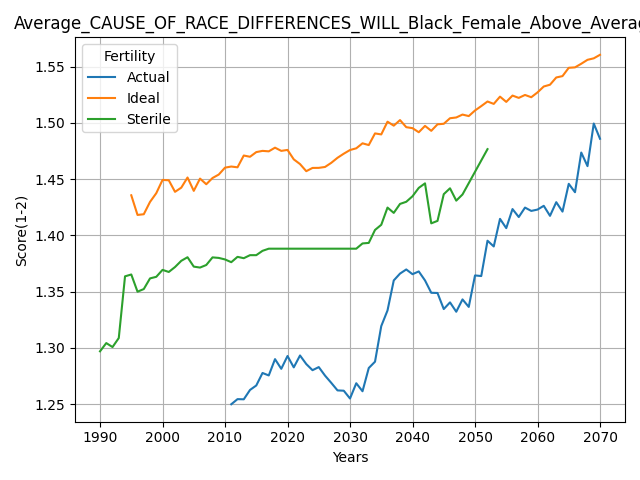 Average_CAUSE_OF_RACE_DIFFERENCES_WILL_Black_Female_Above_Averag
Fertility
Actual
Ideal
Sterile
Score(1-2)
1.55
1.50
1.45
1.40
1.35
1.30
1.25
1990 2000 2010 2020 2030 2040 2050 2060 2070
Years